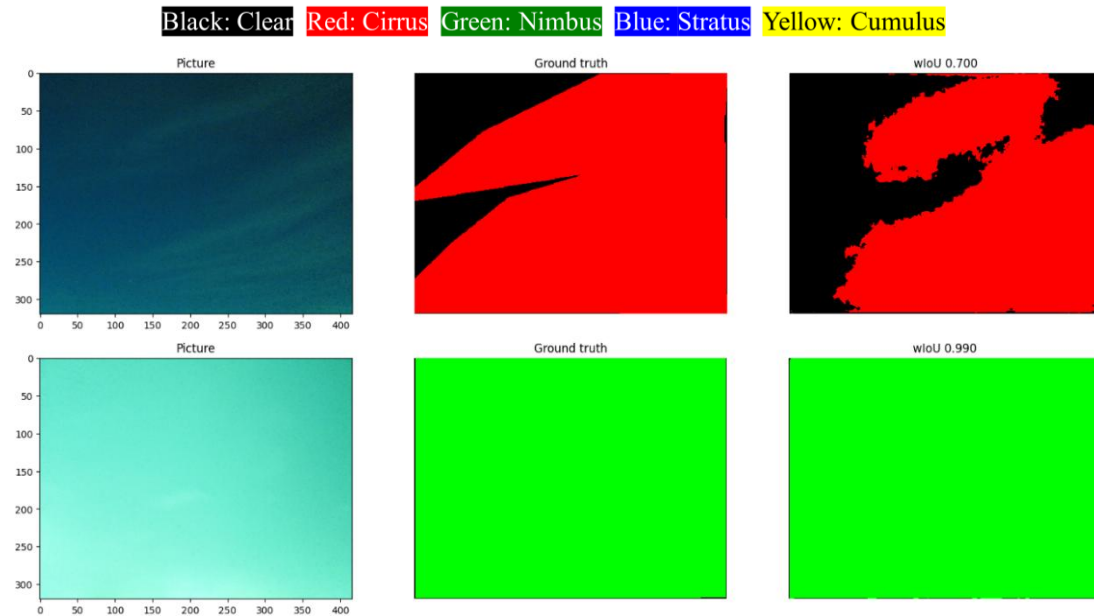 Black: Clear Red: Cirrus Green: Nimbus Blue: Stratus Yellow: Cumulus
Picture Ground truth wIoU 0.700
0
50
100
150
200
250
300
0 50 100 150 200 250 300 350 400
Picture Ground truth wIoU 0.990
0
50
100
150
200
250
300
0 50 100 150 200 250 300 350 400